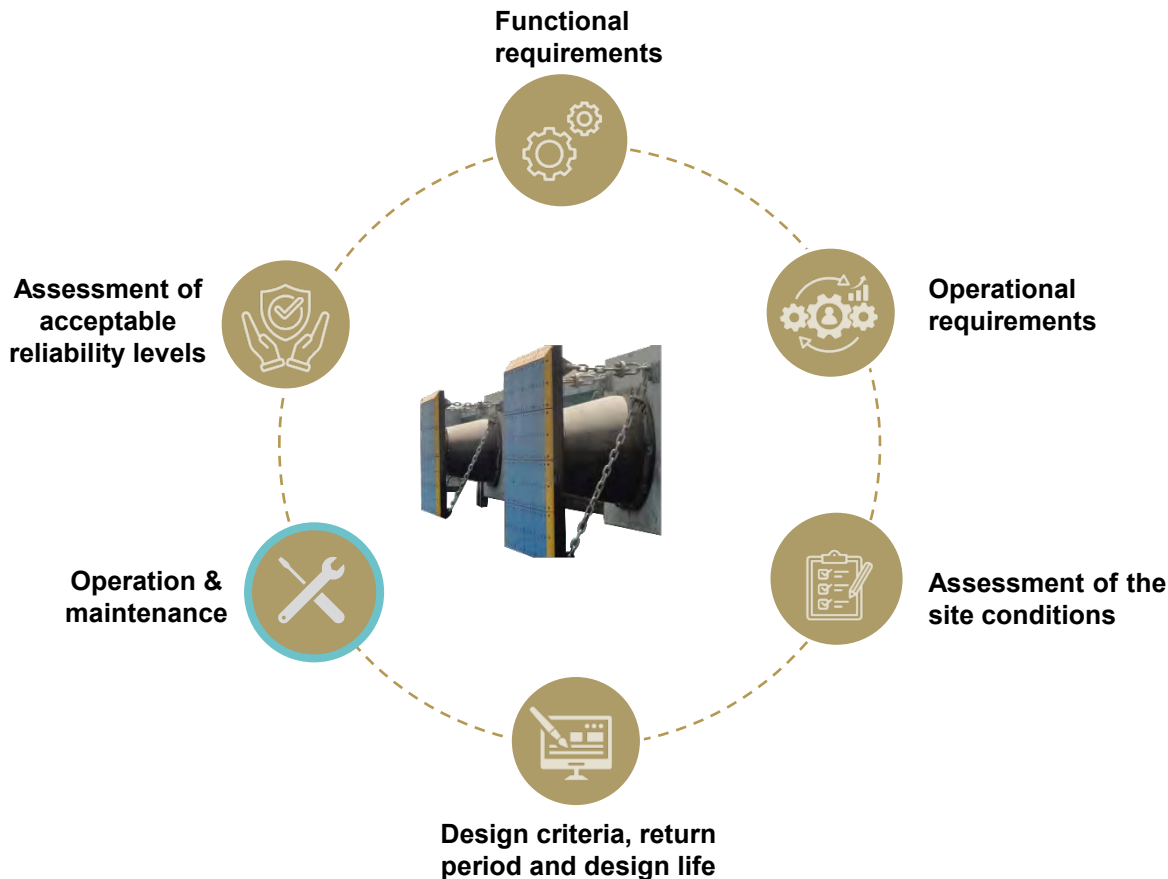 Functional
requirements
Operational
requirements
Assessment of the
site conditions
Design criteria, return
period and design life
Operation &
maintenance
Assessment of
acceptable
reliability levels